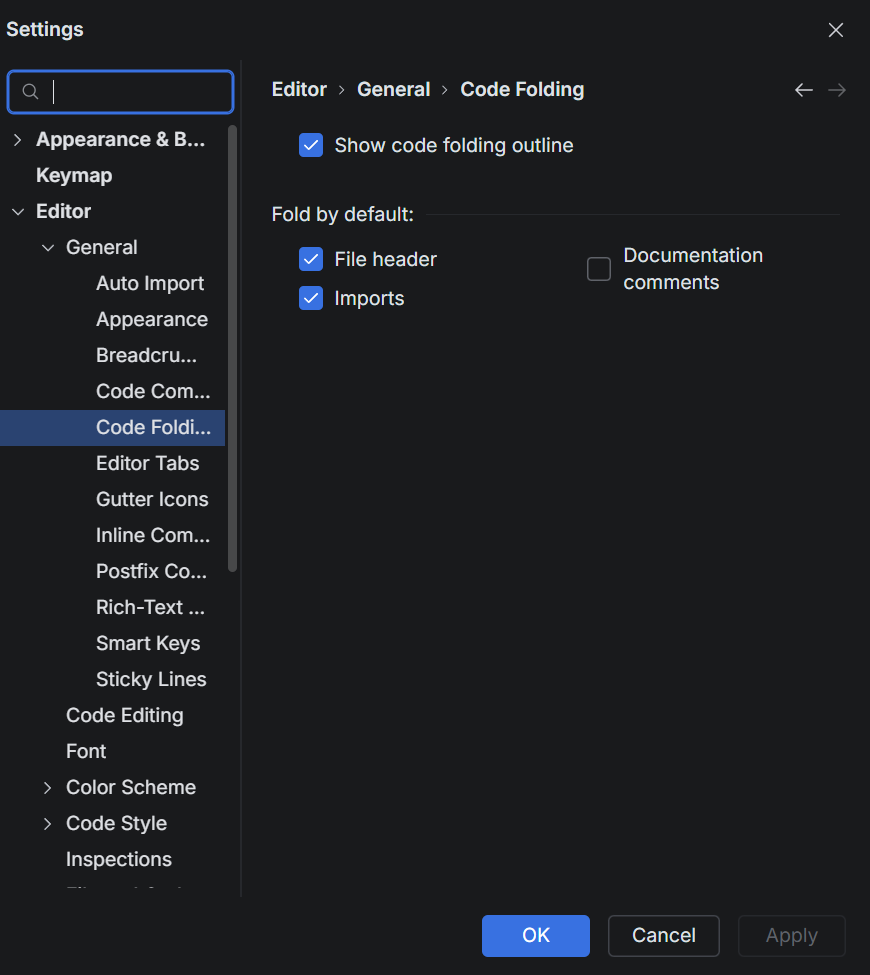 Settings
Appearance & B...
Keymap
Editor
General
Auto Import
Appearance
Breadcru...
Code Com...
Code Foldi...
Editor Tabs
Gutter Icons
Inline Com...
Postfix Co...
Rich-Text ...
Smart Keys
Sticky Lines
Code Editing
Font
Color Scheme
Code Style
Inspections
Editor › General › Code Folding
Show code folding outline
Fold by default:
File header
Imports
Documentation
comments
OK Cancel Apply